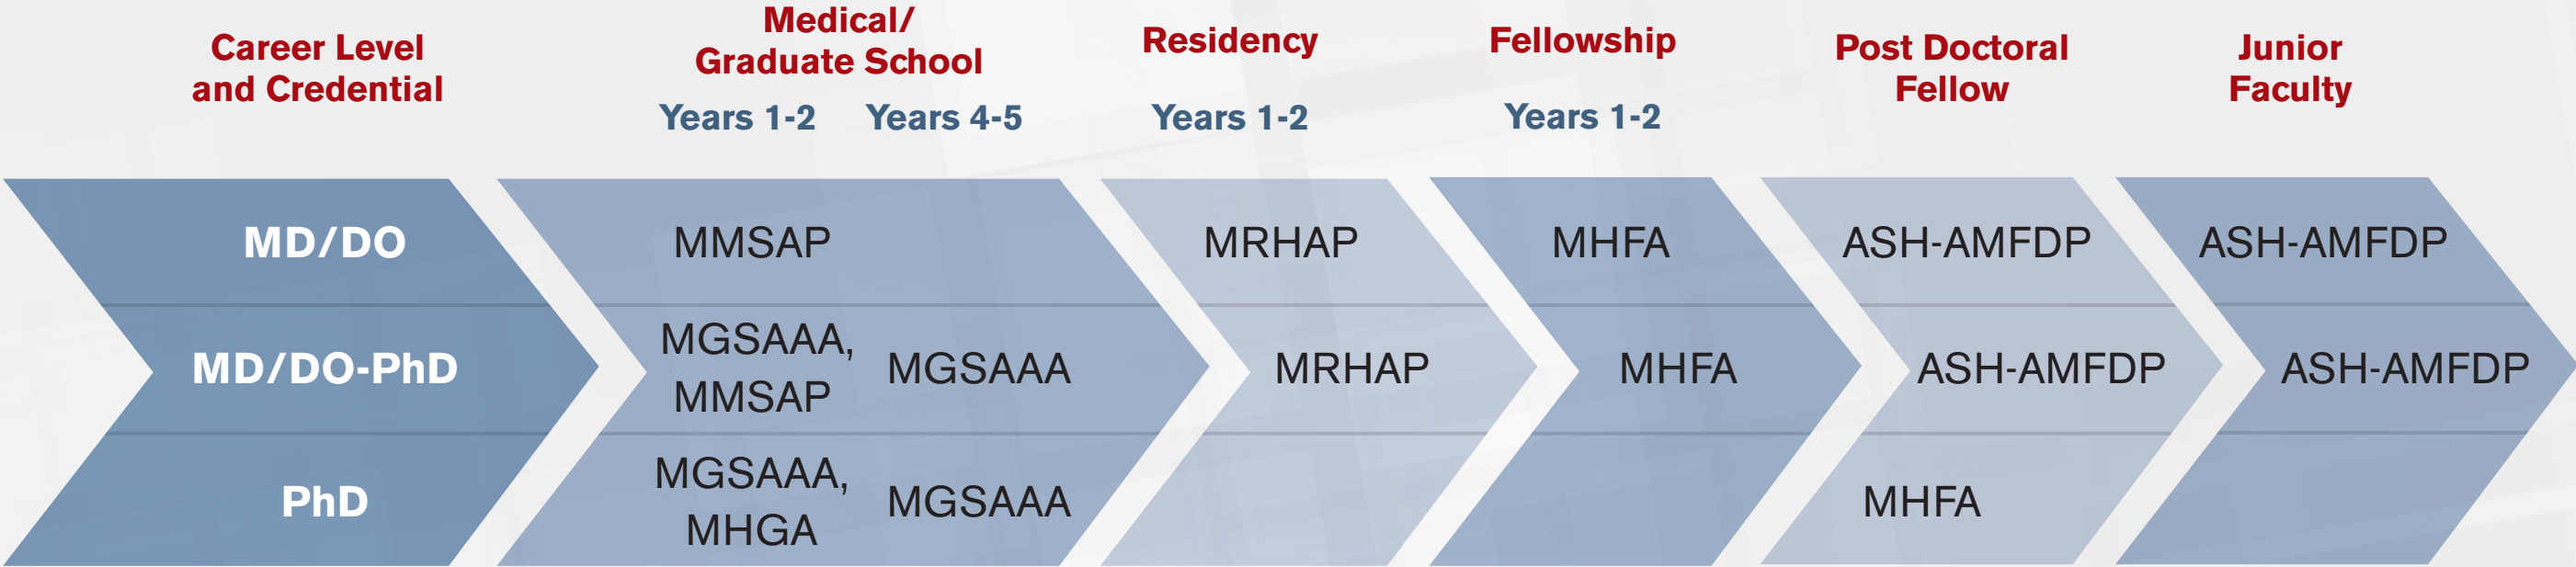 Career Level
and Credential
Medical/
Graduate School
Years 1-2 Years 4-5
Residency
Years 1-2
Fellowship
Years 1-2
Post Doctoral
Fellow
Junior
Faculty
MD/DO
MMSAP
MRHAP
MHFA
ASH-AMFDP
ASH-AMFDP
MD/DO-PhD
MGSAAA,
MMSAP
MGSAAA
MRHAP
MHFA
ASH-AMFDP
ASH-AMFDP
PhD
MGSAAA,
MHGA
MGSAAA
MHFA